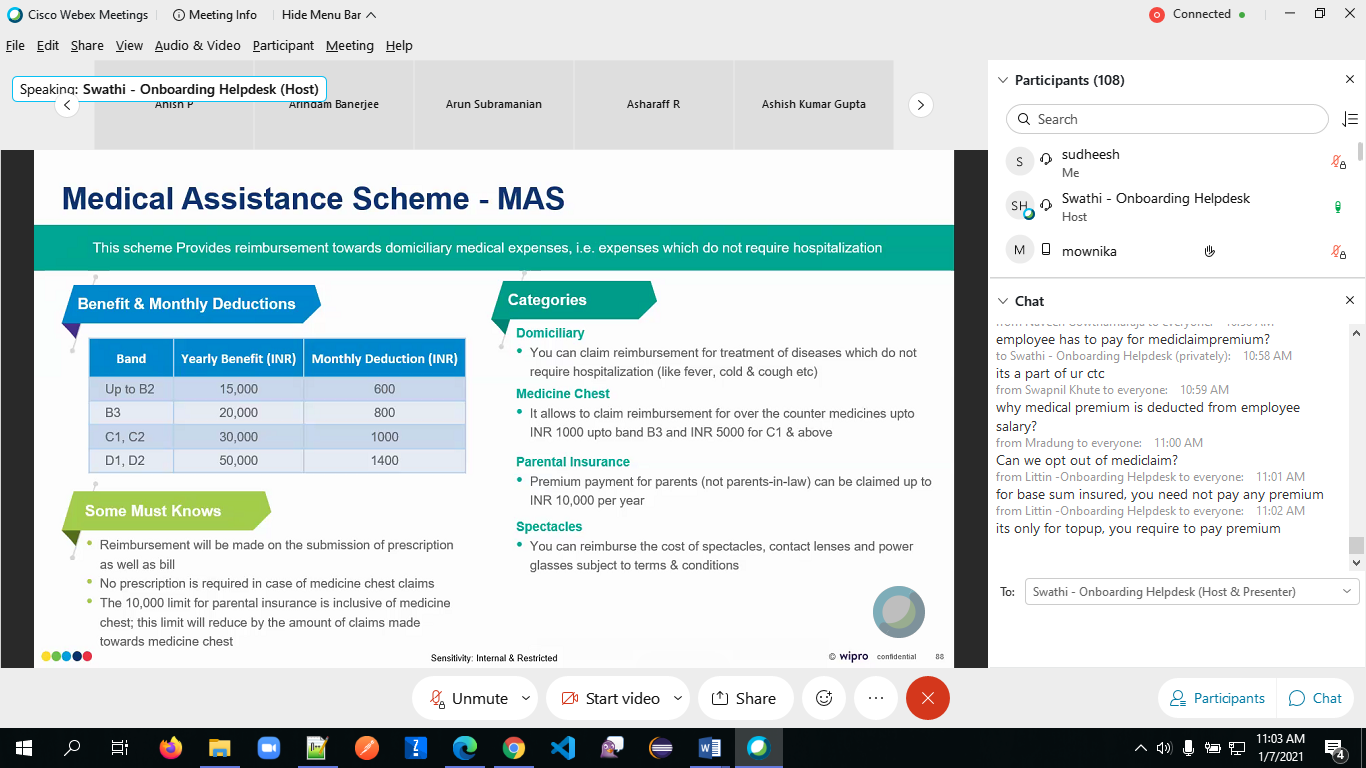 Cisco Webex Meetings
Meeting Info
Hide Menu Bar
Connected
File Edit Share View Audio & Video Participant Meeting Help
Speaking: Swathi - Onboarding Helpdesk (Host)
Anish P
Arindam Banerjee
Arun Subramanian
Asharaff R
Ashish Kumar Gupta
Medical Assistance Scheme - MAS
This scheme Provides reimbursement towards domiciliary medical expenses, i.e. expenses which do not require hospitalization
Benefit & Monthly Deductions
Band Yearly Benefit (INR) Monthly Deduction (INR)
Up to B2 15,000 600
B3 20,000 800
C1, C2 30,000 1000
D1, D2 50,000 1400
Some Must Knows
• Reimbursement will be made on the submission of prescription
as well as bill
• No prescription is required in case of medicine chest claims
• The 10,000 limit for parental insurance is inclusive of medicine
chest; this limit will reduce by the amount of claims made
towards medicine chest
Categories
Domiciliary
• You can claim reimbursement for treatment of diseases which do not
require hospitalization (like fever, cold & cough etc)
Medicine Chest
• It allows to claim reimbursement for over the counter medicines upto
INR 1000 upto band B3 and INR 5000 for C1 & above
Parental Insurance
• Premium payment for parents (not parents-in-law) can be claimed up to
INR 10,000 per year
Spectacles
• You can reimburse the cost of spectacles, contact lenses and power
glasses subject to terms & conditions
Sensitivity: Internal & Restricted
© wipro confidential 88
Participants (108)
Search
S
sudheesh
Me
SH
Swathi - Onboarding Helpdesk
Host
M
mownika
Chat
employee has to pay for mediclaimpremium?
to Swathi - Onboarding Helpdesk (privately): 10:58 AM
its a part of ur ctc
from Swapnil Khute to everyone: 10:59 AM
why medical premium is deducted from employee
salary?
from Mradung to everyone: 11:00 AM
Can we opt out of mediclaim?
from Littin -Onboarding Helpdesk to everyone: 11:01 AM
for base sum insured, you need not pay any premium
from Littin -Onboarding Helpdesk to everyone: 11:02 AM
its only for topup, you require to pay premium
To: Swathi - Onboarding Helpdesk (Host & Presenter)
Unmute
Start video
Share
Participants
Chat
11:03 AM
1/7/2021
4